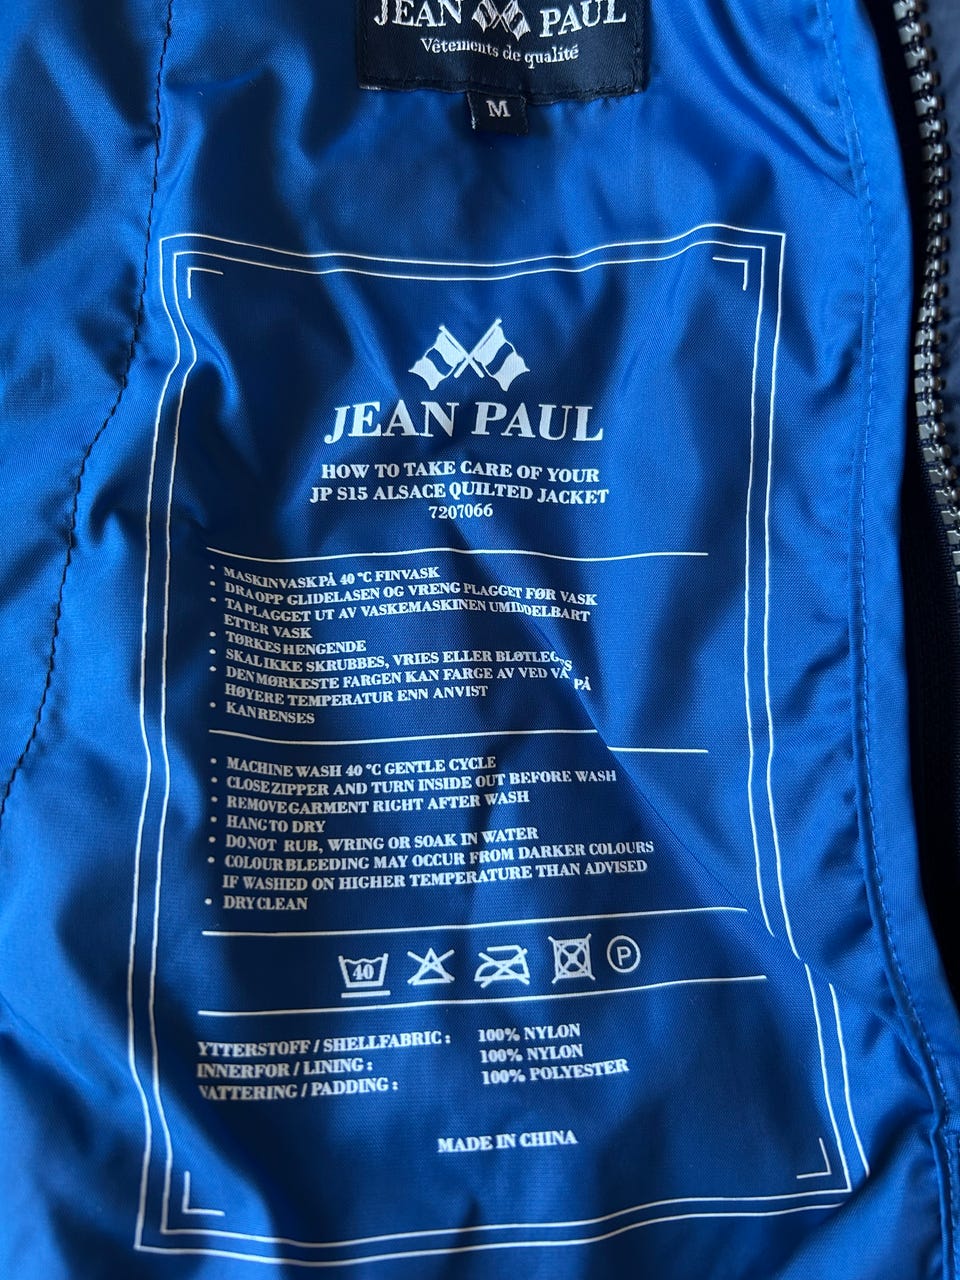 JEAN PAUL
Vêtements de qualité
M
JEAN PAUL
HOW TO TAKE CARE OF YOUR
JP S15 ALSACE QUILTED JACKET
7207066
• MASKINVASK PÅ 40 °C FINVASK
• DRA OPP GLIDELASEN OG VRENG PLAGGET FØR VASK
• TA PLAGGET UT AV VASKEMASKINEN UMIDDELBART
ETTER VASK
• TØRKES HENGENDE
• SKAL IKKE SKRUBBES, VRIES ELLER BLØTLEGGES
• DEN MØRKESTE FARGEN KAN FARGE AV VED VASK PÅ
HØYERE TEMPERATUR ENN ANVIST
• KAN RENSES
• MACHINE WASH 40 °C GENTLE CYCLE
• CLOSE ZIPPER AND TURN INSIDE OUT BEFORE WASH
• REMOVE GARMENT RIGHT AFTER WASH
• HANG TO DRY
• DO NOT RUB, WRING OR SOAK IN WATER
• COLOUR BLEEDING MAY OCCUR FROM DARKER COLOURS
IF WASHED ON HIGHER TEMPERATURE THAN ADVISED
• DRY CLEAN
40 P
YTTERSTOFF / SHELLFABRIC : 100% NYLON
INNERFOR / LINING : 100% NYLON
VATTERING / PADDING : 100% POLYESTER
MADE IN CHINA